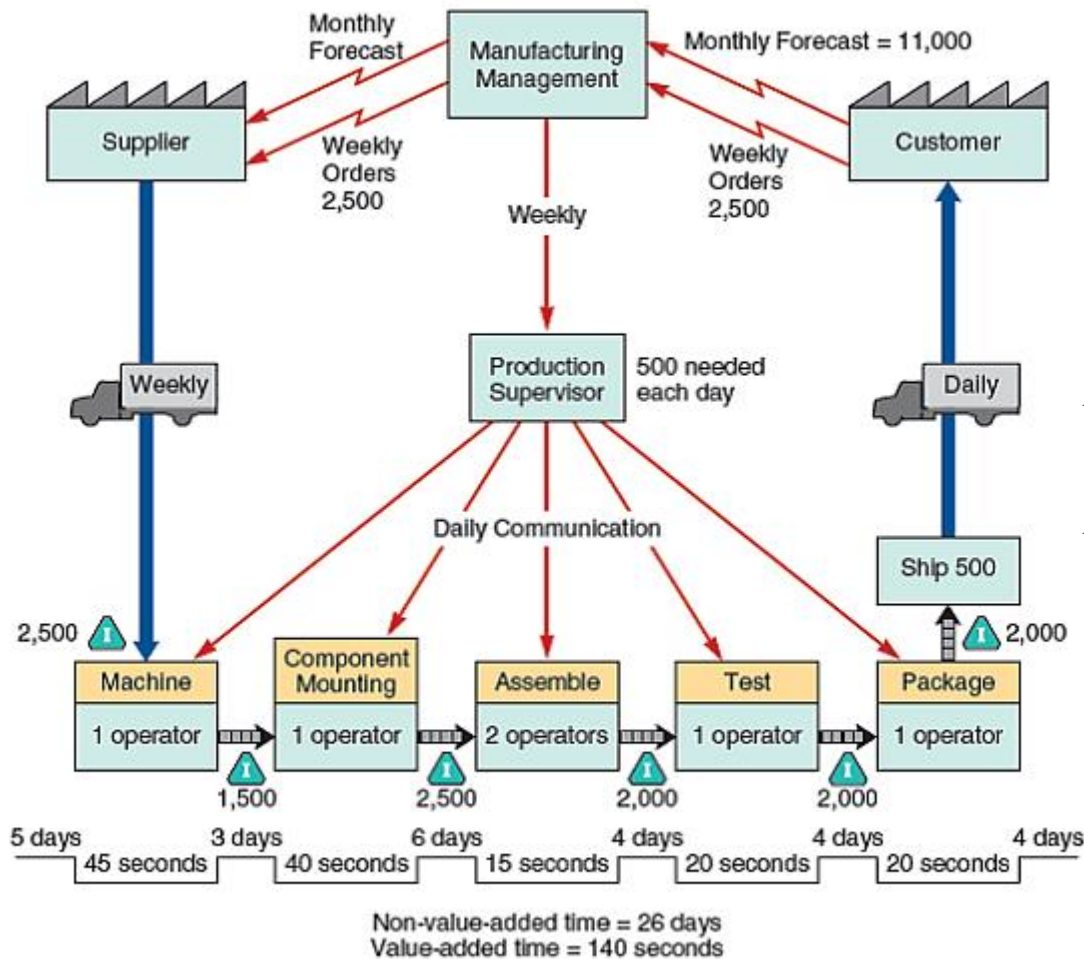 Monthly
Forecast
Manufacturing
Management
Monthly Forecast = 11,000
Supplier
Customer
Weekly
Orders
2,500
Weekly
Orders
2,500
Weekly
Weekly
Production
Supervisor
500 needed
each day
Daily
Daily Communication
Ship 500
2,500
I
I
2,000
Machine
Component
Mounting
Assemble
Test
Package
1 operator
1 operator
2 operators
1 operator
1 operator
I
I
I
I
1,500
2,500
2,000
2,000
5 days
45 seconds
3 days
40 seconds
6 days
15 seconds
4 days
20 seconds
4 days
20 seconds
4 days
Non-value-added time = 26 days
Value-added time = 140 seconds